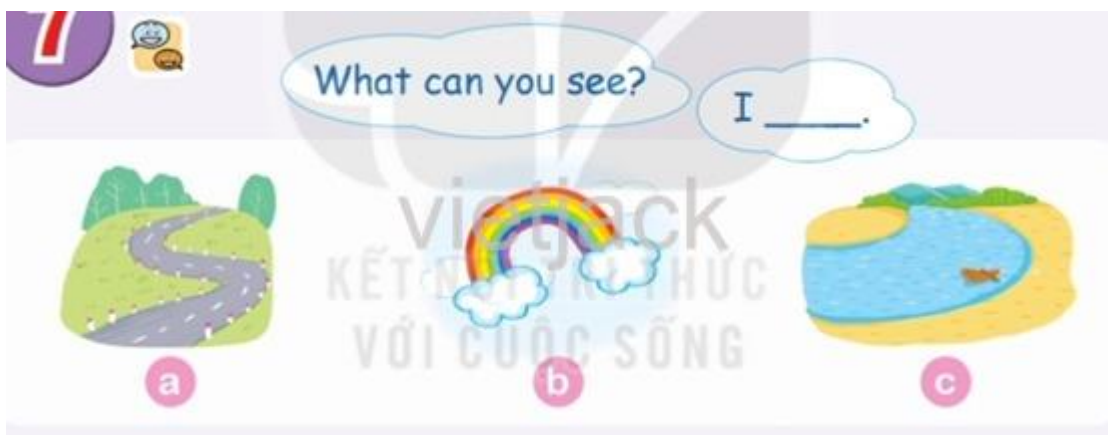 7
What can you see?
I _____.
vietjack
KẾT NỐI TRI THỨC
VỚI CUỘC SỐNG
a
b
c